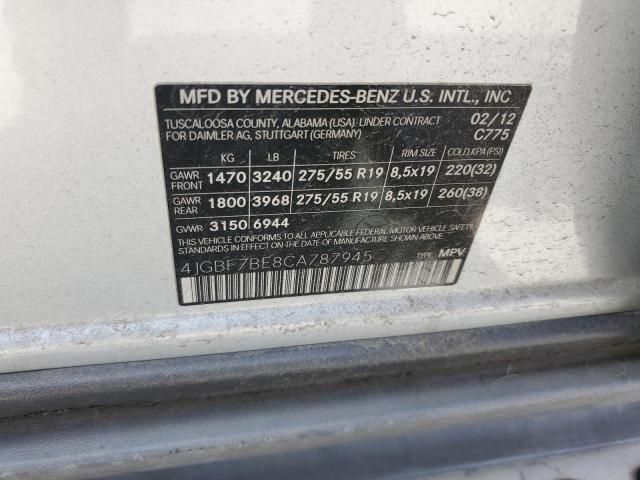 MFD BY MERCEDES-BENZ U.S. INTL., INC
TUSCALOOSA COUNTY, ALABAMA (USA). UNDER CONTRACT 02/12
FOR DAIMLER AG, STUTTGART (GERMANY) C775
KG LB TIRES RIM SIZE COLD,KPA (PSI)
GAWR FRONT 1470 3240 275/55 R19 8,5x19 220(32)
GAWR REAR 1800 3968 275/55 R19 8,5x19 260(38)
GVWR 3150 6944
THIS VEHICLE CONFORMS TO ALL APPLICABLE FEDERAL MOTOR VEHICLE SAFETY
STANDARDS IN EFFECT ON THE DATE OF MANUFACTURE SHOWN ABOVE.
4JGBF7BE8CA787945 TYPE: MPV